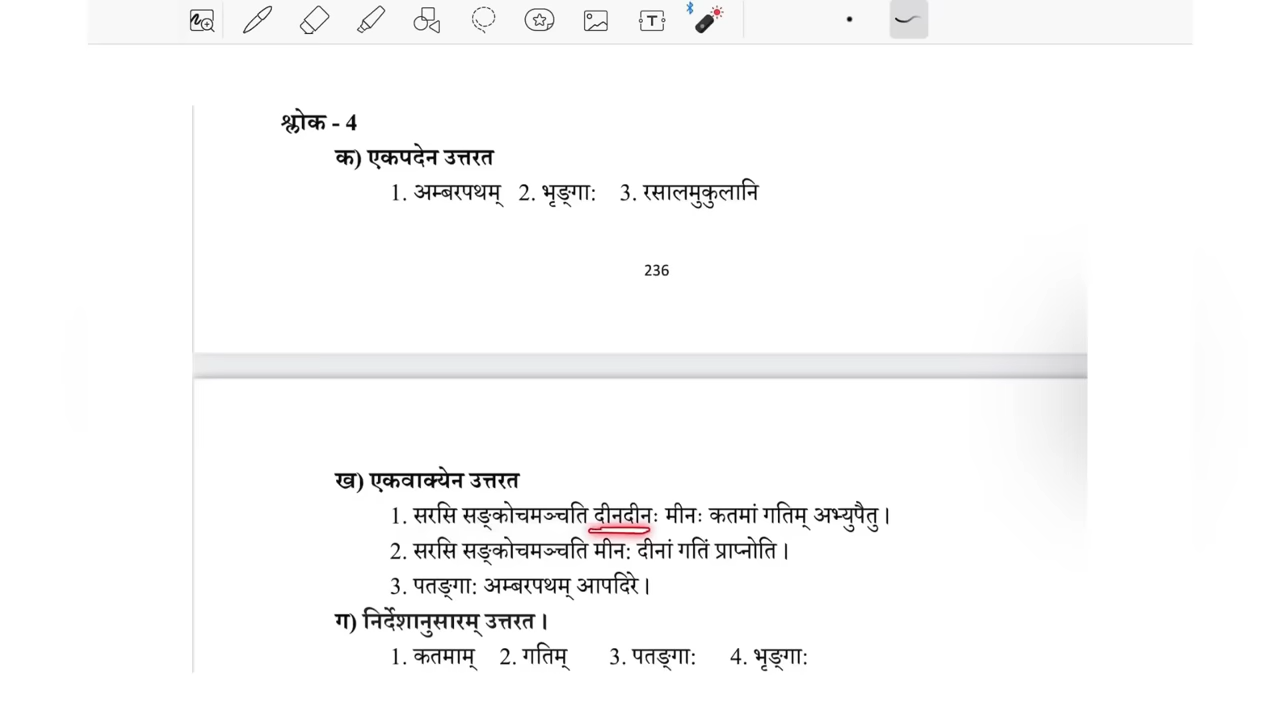 श्लोक - 4
क) एकपदेन उत्तरत
1. अम्बरपथम् 2. भृङ्गा: 3. रसालमुकुलानि
236
ख) एकवाक्येन उत्तरत
1. सरसि सङ्कोचमञ्चति दीनदीनः मीनः कतमां गतिम् अभ्युपैतु।
2. सरसि सङ्कोचमञ्चति मीन: दीनां गतिं प्राप्नोति।
3. पतङ्गा: अम्बरपथम् आपदिरे।
ग) निर्देशानुसारम् उत्तरत।
1. कतमाम् 2. गतिम् 3. पतङ्गा: 4. भृङ्गा: